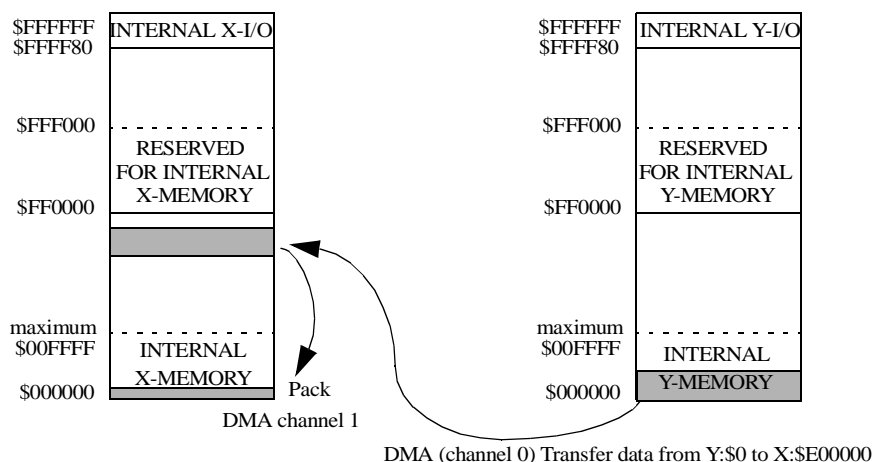 $FFFFFF
INTERNAL X-I/O
$FFFF80
$FFF000
RESERVED
FOR INTERNAL
X-MEMORY
$FF0000
maximum
$00FFFF
INTERNAL
X-MEMORY
$000000
Pack
DMA channel 1
$FFFFFF
INTERNAL Y-I/O
$FFFF80
$FFF000
RESERVED
FOR INTERNAL
Y-MEMORY
$FF0000
maximum
$00FFFF
INTERNAL
Y-MEMORY
$000000
DMA (channel 0) Transfer data from Y:$0 to X:$E00000